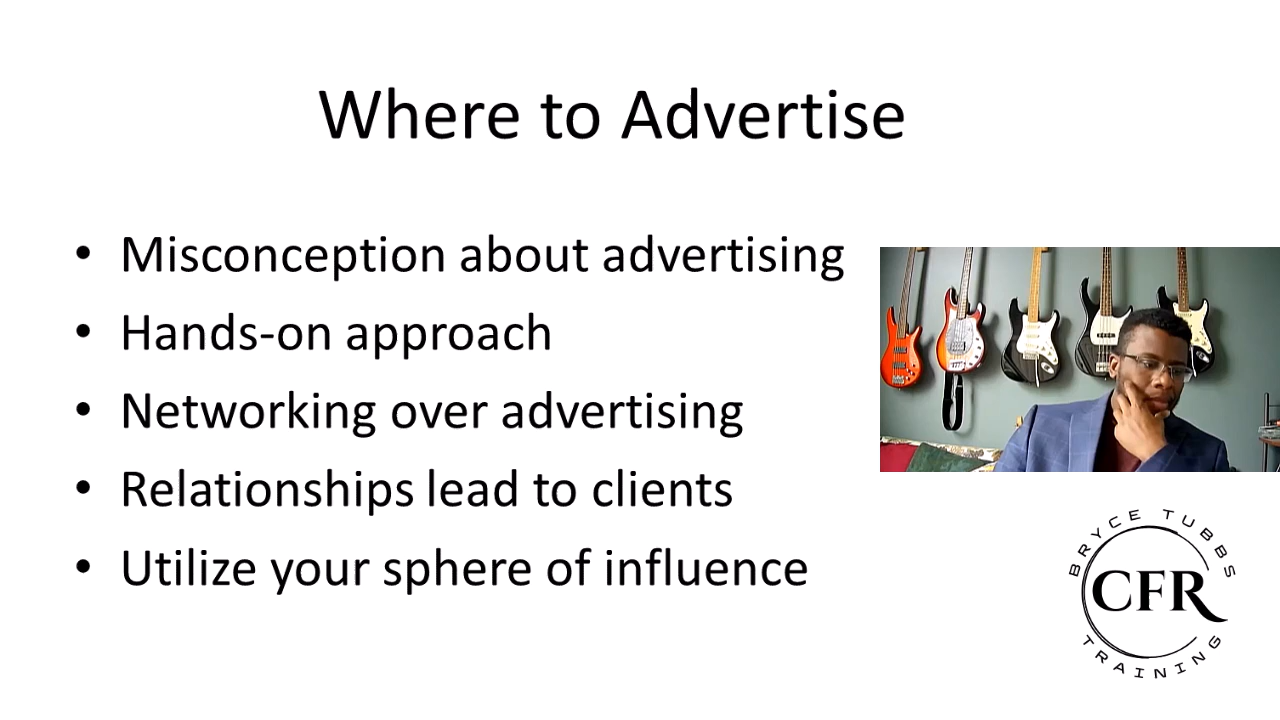 Where to Advertise
• Misconception about advertising
• Hands-on approach
• Networking over advertising
• Relationships lead to clients
• Utilize your sphere of influence
BRYCE TUBBS
CFR
TRAINING